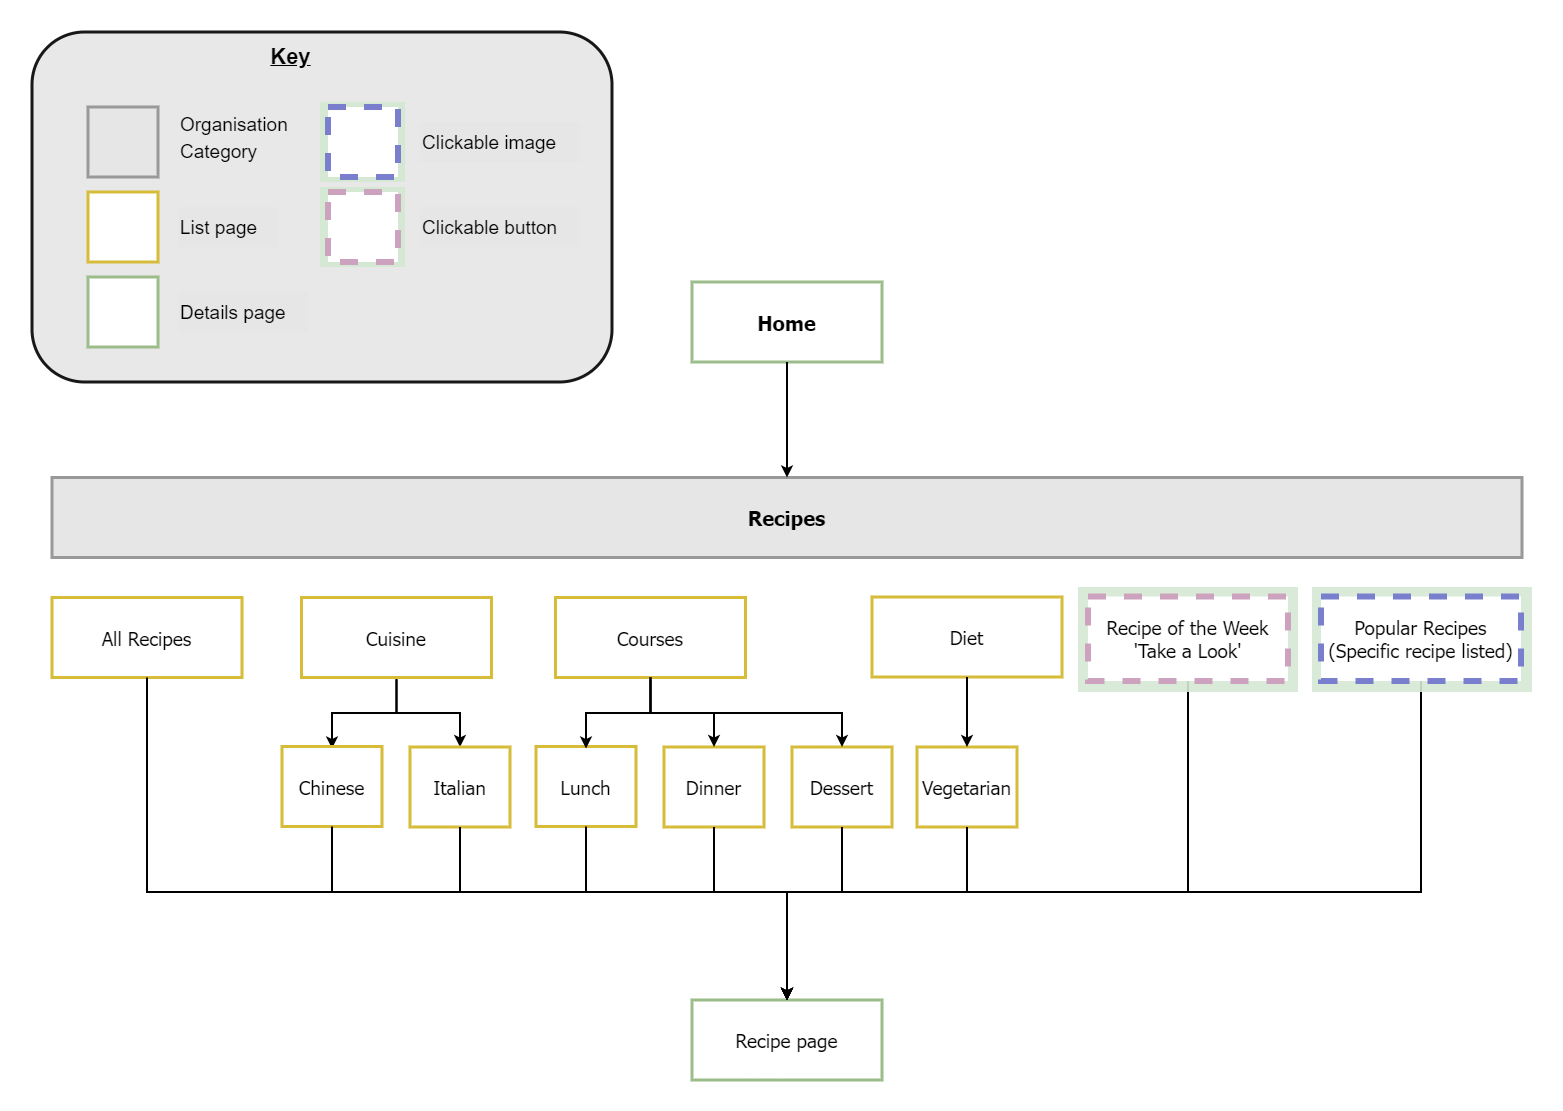 Key
Organisation
Category
Clickable image
List page
Clickable button
Details page
Home
Recipes
All Recipes
Cuisine
Courses
Diet
Recipe of the Week
'Take a Look'
Popular Recipes
(Specific recipe listed)
Chinese
Italian
Lunch
Dinner
Dessert
Vegetarian
Recipe page